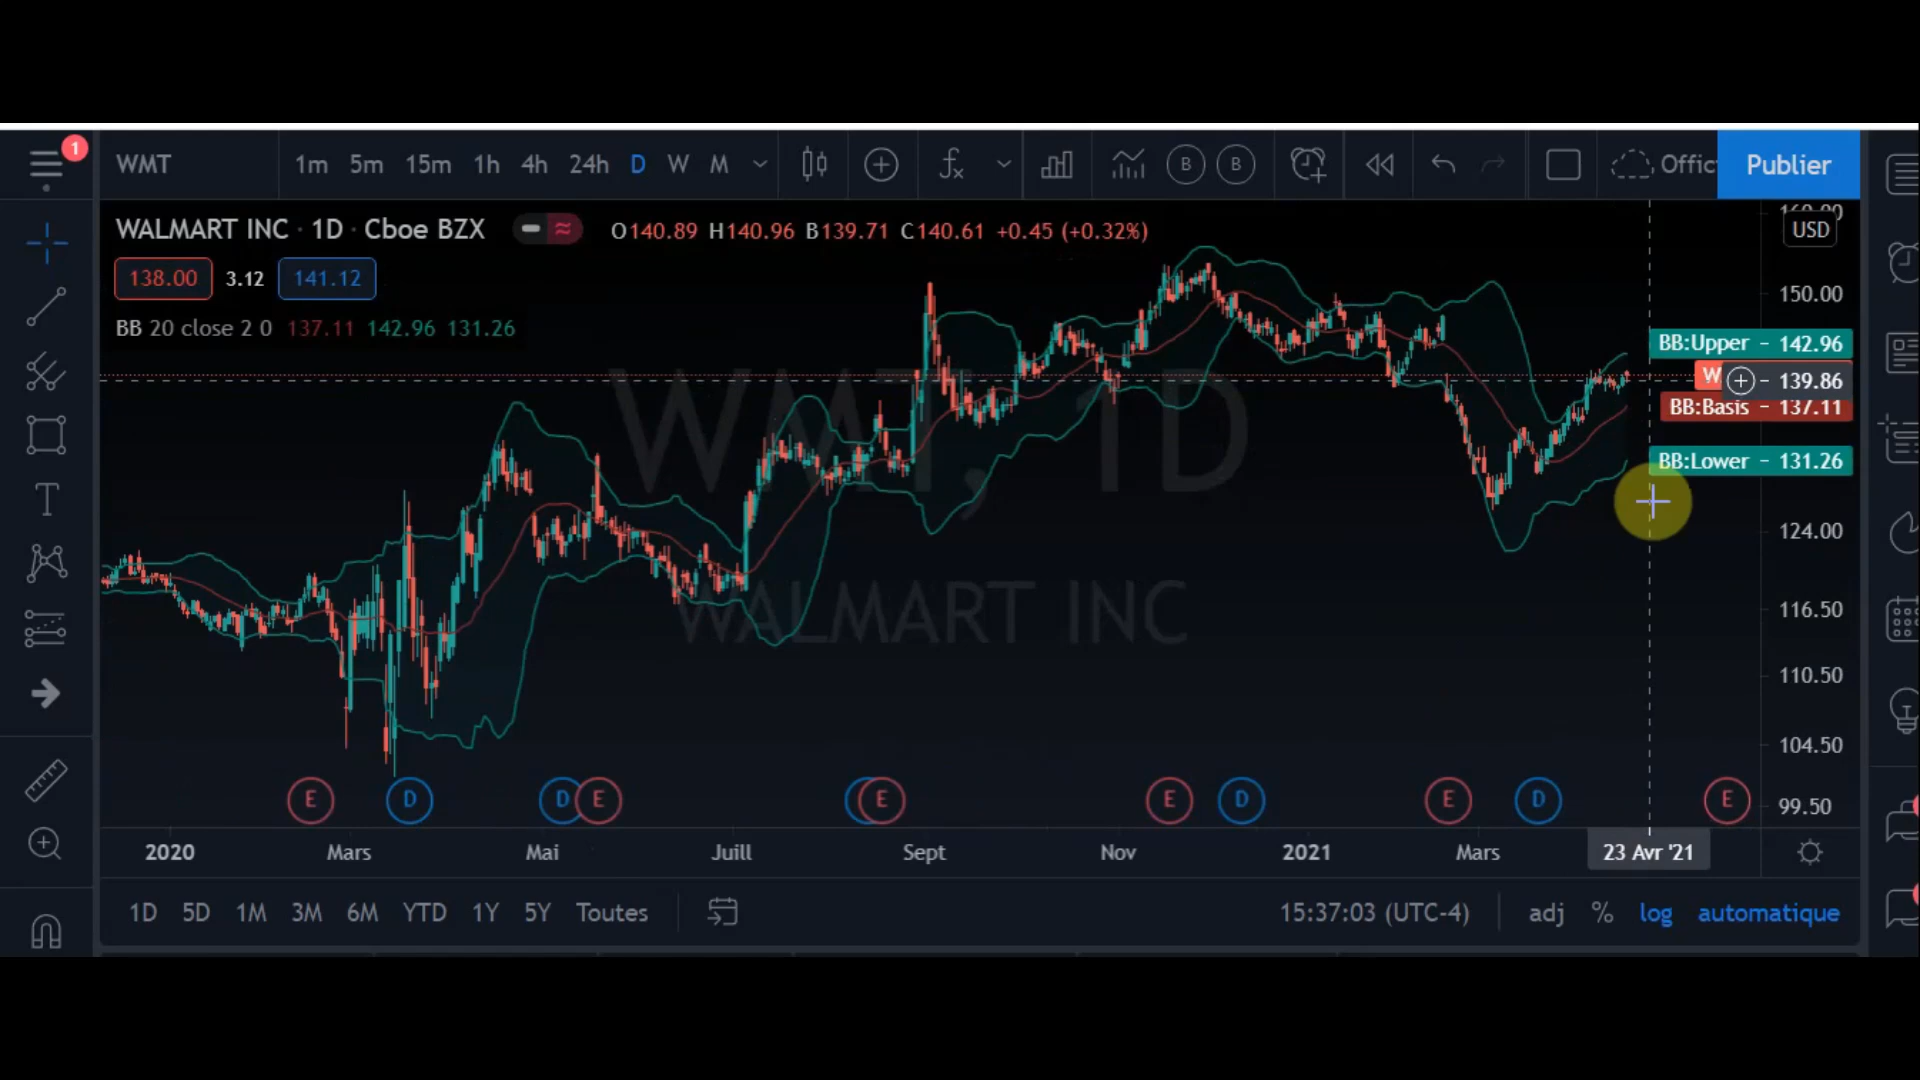 1
WMT 1m 5m 15m 1h 4h 24h D W M B B Offic Publier
WALMART INC · 1D · Cboe BZX O140.89 H140.96 B139.71 C140.61 +0.45 (+0.32%)
138.00 3.12 141.12
BB 20 close 2 0 137.11 142.96 131.26
160.00
USD
150.00
BB:Upper - 142.96
W - 139.86
BB:Basis - 137.11
BB:Lower - 131.26
124.00
116.50
110.50
104.50
99.50
WMT, 1D
WALMART INC
E D D E E E D E D E
2020 Mars Mai Juill Sept Nov 2021 Mars 23 Avr '21
1D 5D 1M 3M 6M YTD 1Y 5Y Toutes 15:37:03 (UTC-4) adj % log automatique